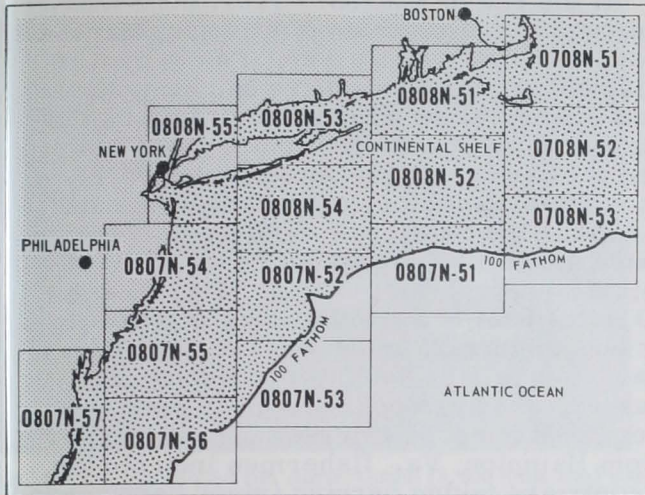 BOSTON
0708N-51
0808N-51
0808N-53
0808N-55
NEW YORK
CONTINENTAL SHELF
0708N-52
0808N-52
0808N-54
0708N-53
PHILADELPHIA
0807N-54
0807N-52
0807N-51
100 FATHOM
0807N-55
100 FATHOM
0807N-53
ATLANTIC OCEAN
0807N-57
0807N-56